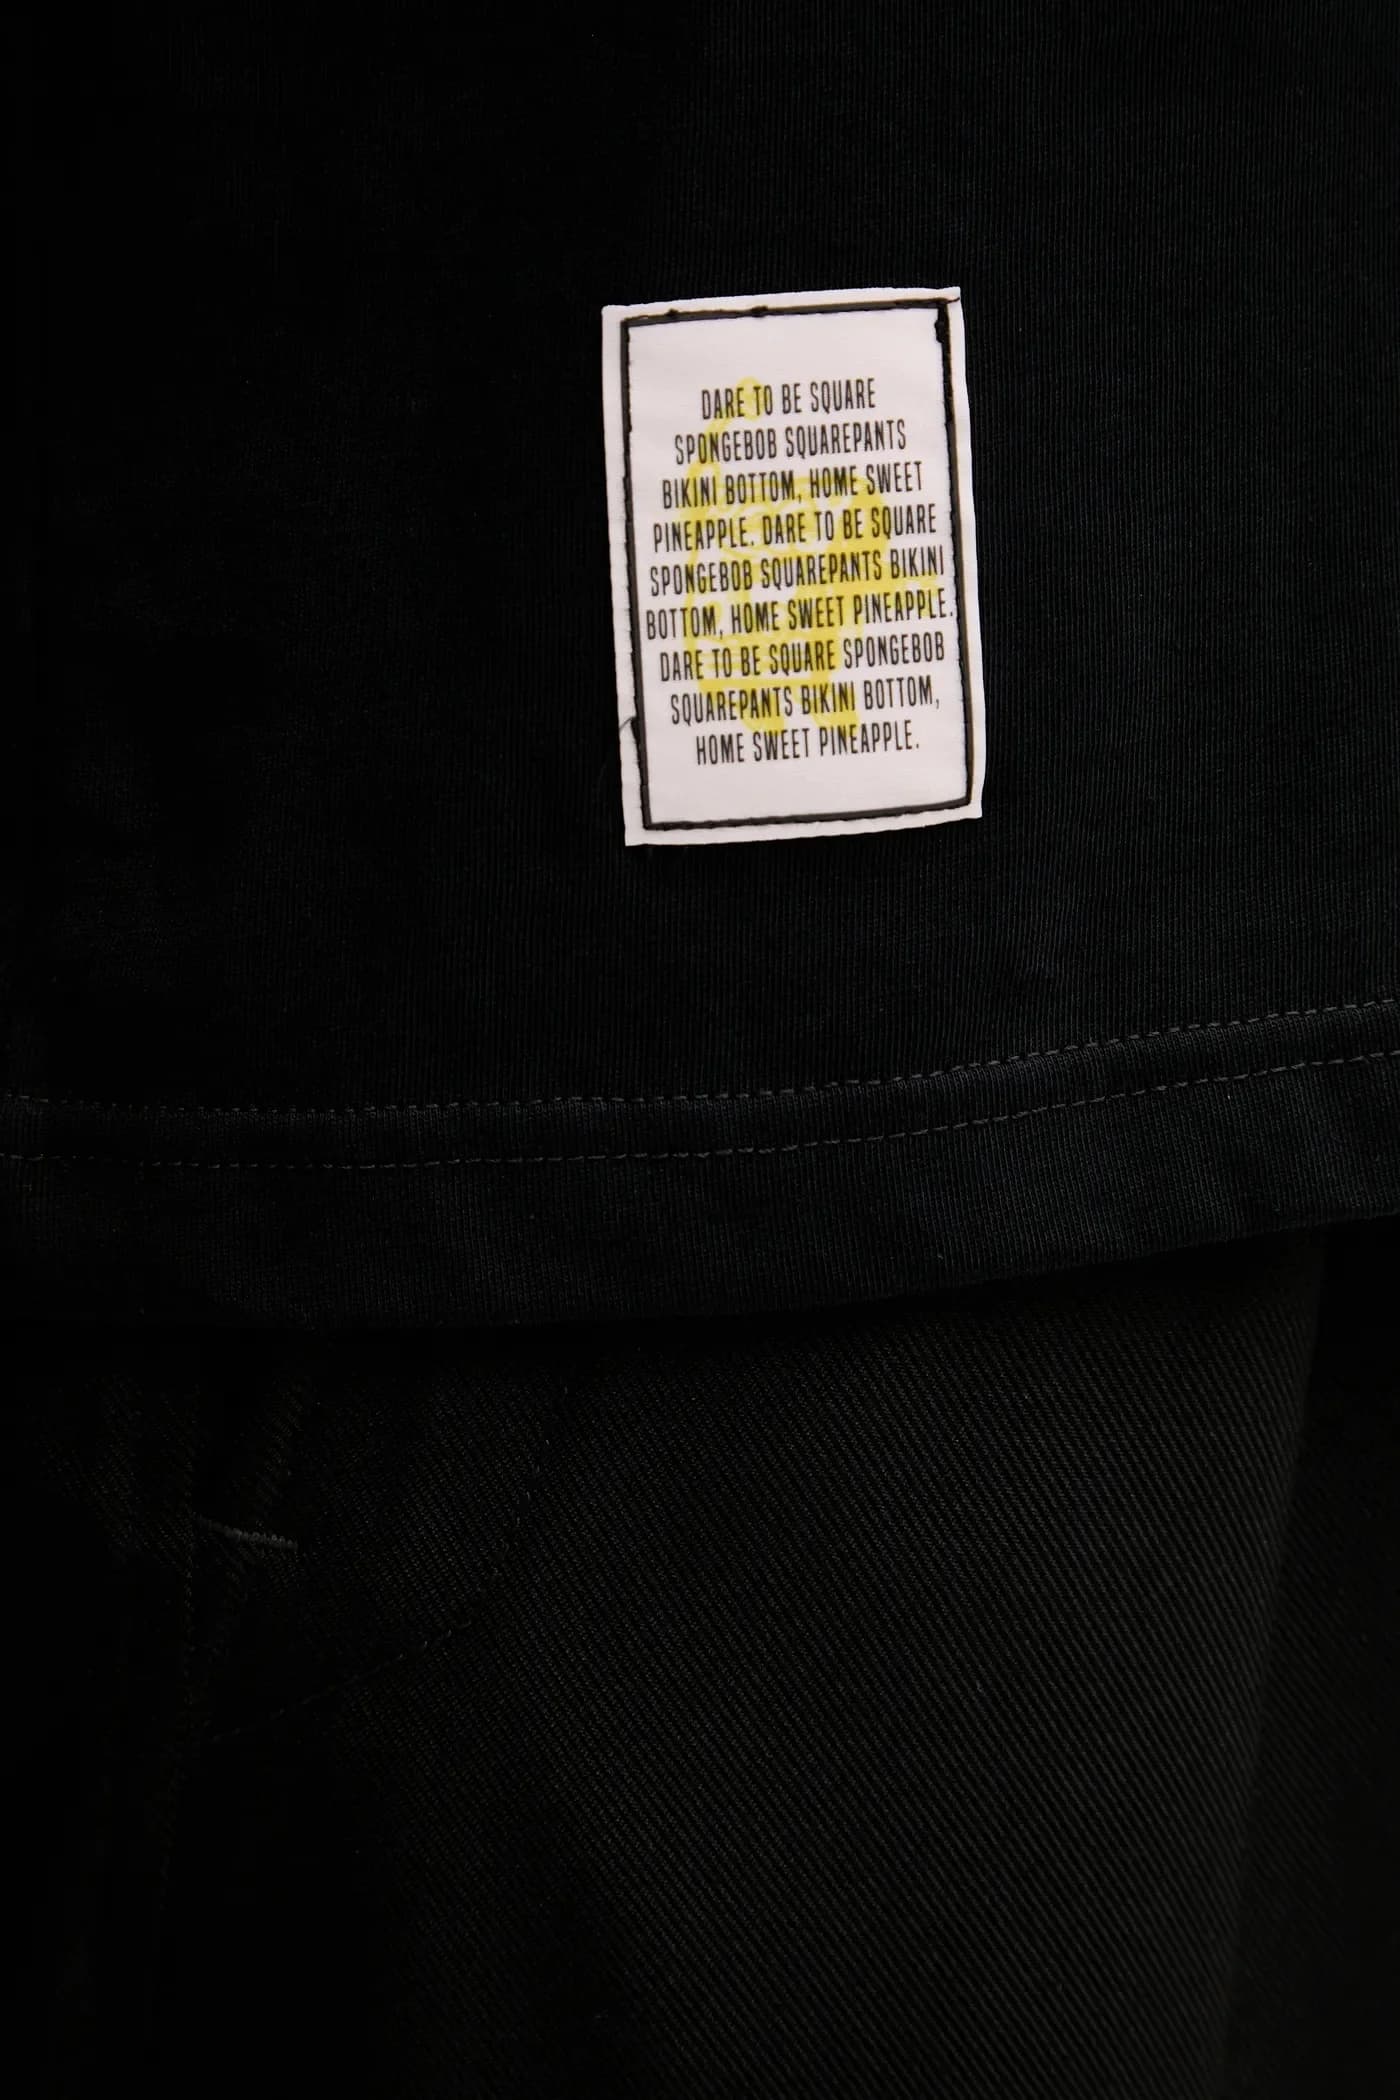 DARE TO BE SQUARE
SPONGEBOB SQUAREPANTS
BIKINI BOTTOM, HOME SWEET
PINEAPPLE. DARE TO BE SQUARE
SPONGEBOB SQUAREPANTS BIKINI
BOTTOM, HOME SWEET PINEAPPLE.
DARE TO BE SQUARE SPONGEBOB
SQUAREPANTS BIKINI BOTTOM,
HOME SWEET PINEAPPLE.